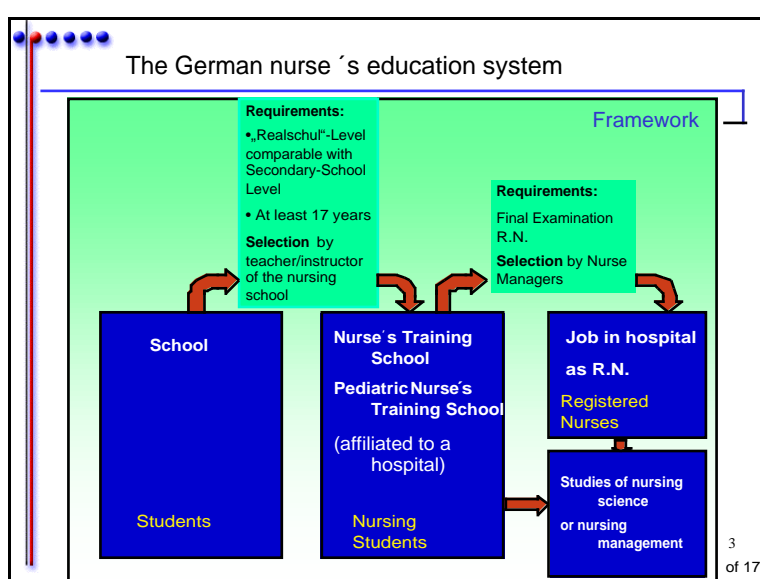 The German nurse ´s education system
Framework
Requirements:
•„Realschul“-Level
comparable with
Secondary-School
Level
• At least 17 years
Selection by
teacher/instructor
of the nursing
school
Requirements:
Final Examination
R.N.
Selection by Nurse
Managers
School
Students
Nurse´s Training
School
Pediatric Nurse´s
Training School
(affiliated to a
hospital)
Nursing
Students
Job in hospital
as R.N.
Registered
Nurses
Studies of nursing
science
or nursing
management
3
of 17